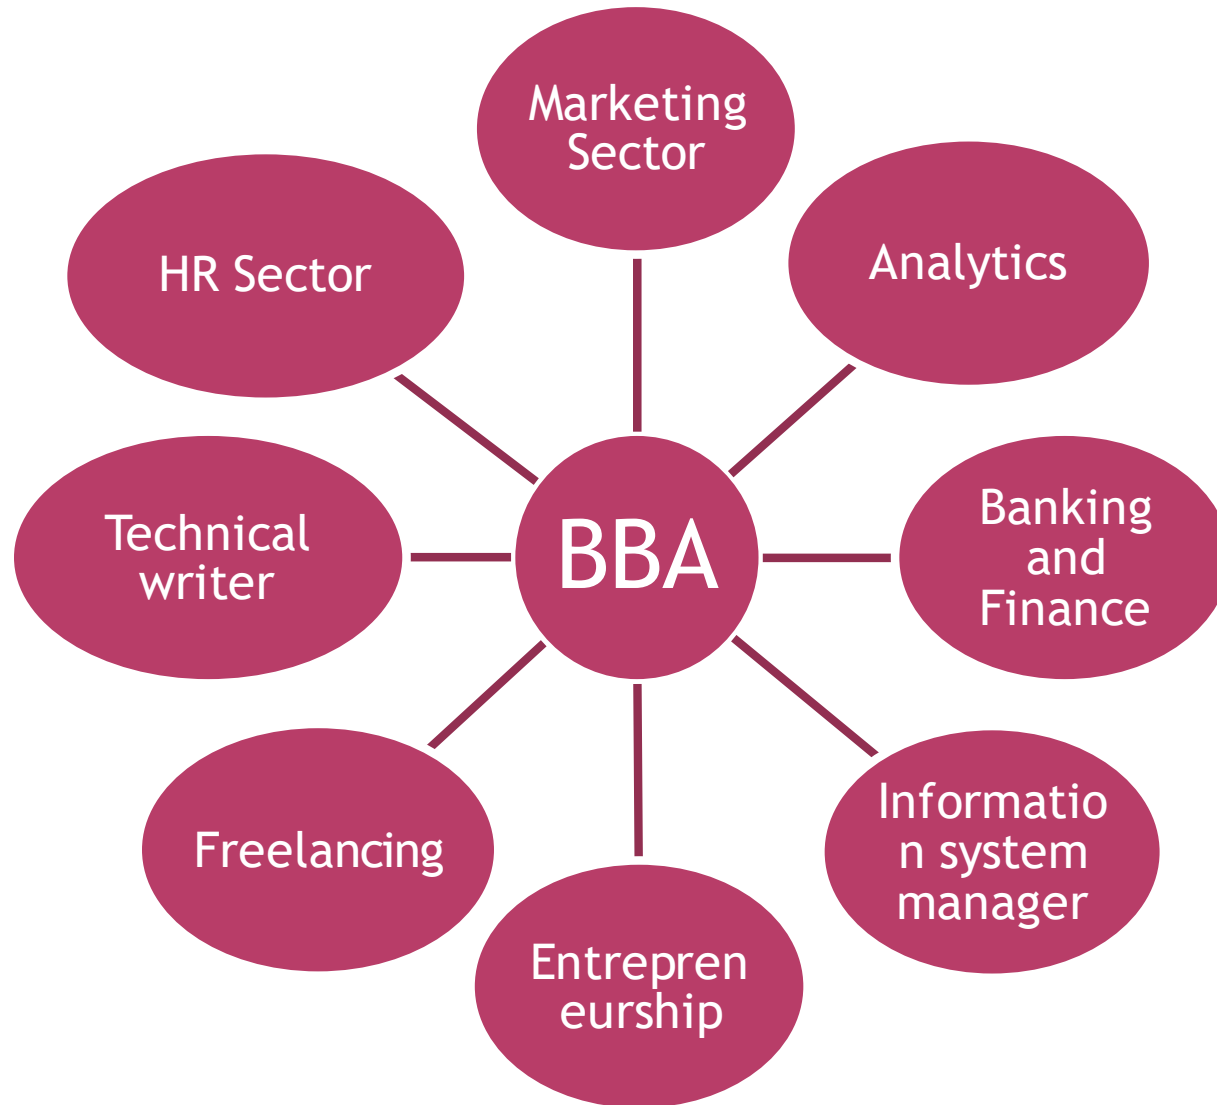 Marketing
Sector
HR Sector
Analytics
Technical
writer
BBA
Banking
and
Finance
Freelancing
Informatio
n system
manager
Entrepren
eurship